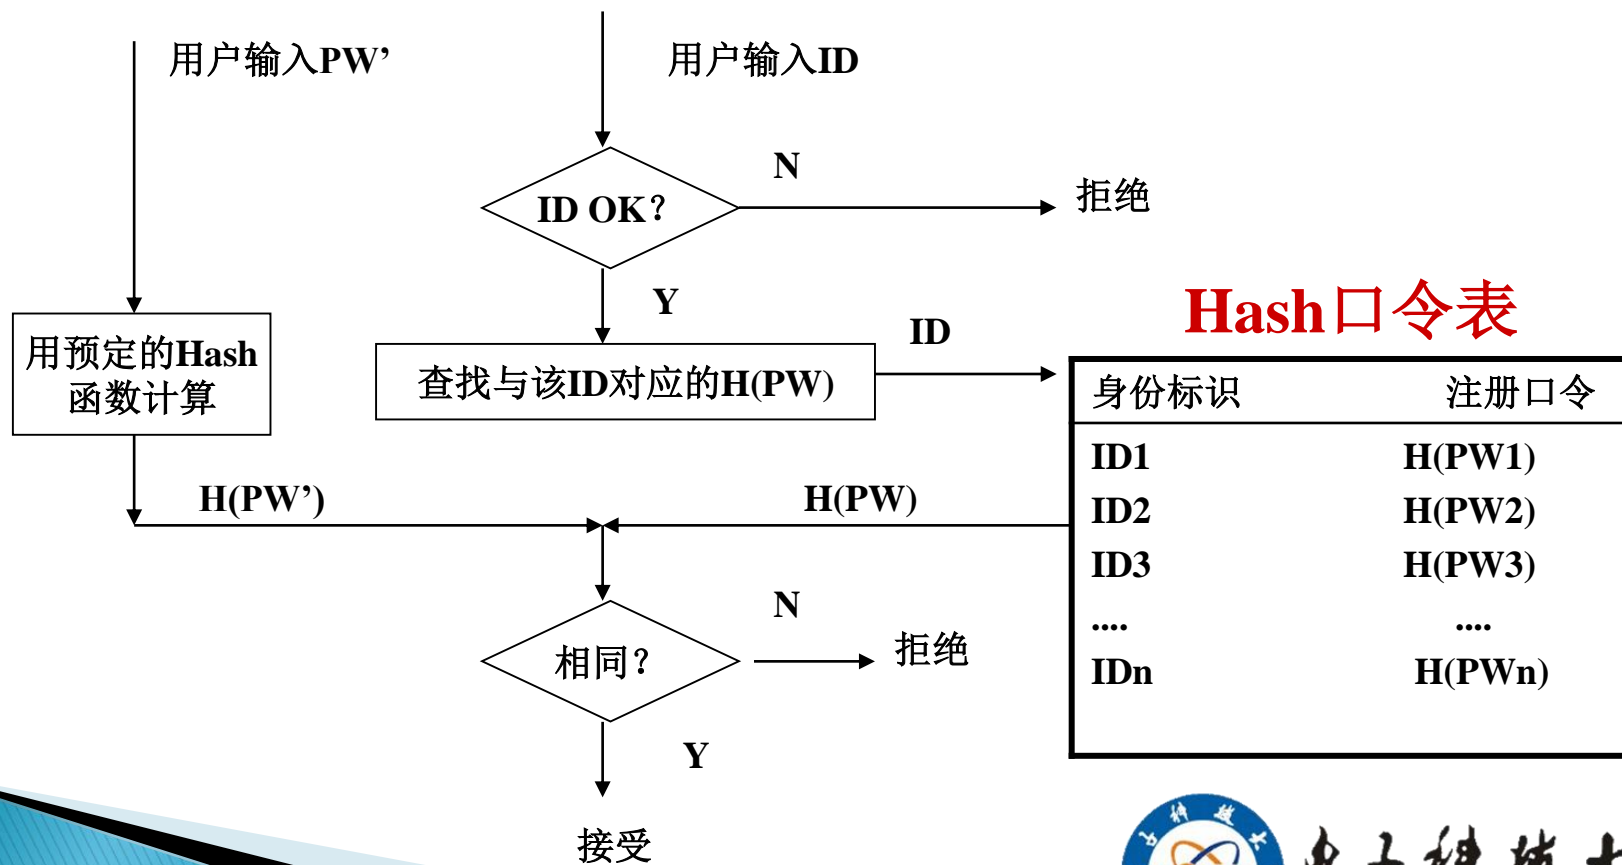 用户输入PW’
用户输入ID
N
ID OK?
拒绝
Y
Hash口令表
ID
用预定的Hash
函数计算
查找与该ID对应的H(PW)
身份标识 注册口令
ID1 H(PW1)
H(PW’)
H(PW)
ID2 H(PW2)
ID3 H(PW3)
N
.... ....
相同?
拒绝
IDn H(PWn)
Y
接受